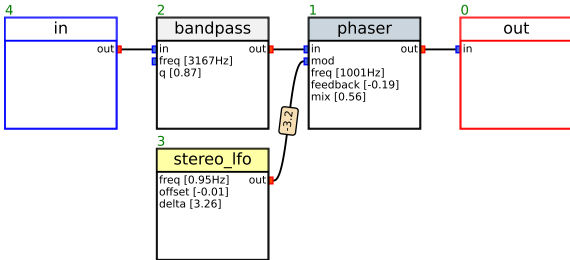 4
in
out
2
bandpass
in
out
freq [3167Hz]
q [0.87]
1
phaser
in
out
mod
freq [1001Hz]
feedback [-0.19]
mix [0.56]
0
out
in
-3.2
3
stereo_lfo
freq [0.95Hz]
out
offset [-0.01]
delta [3.26]